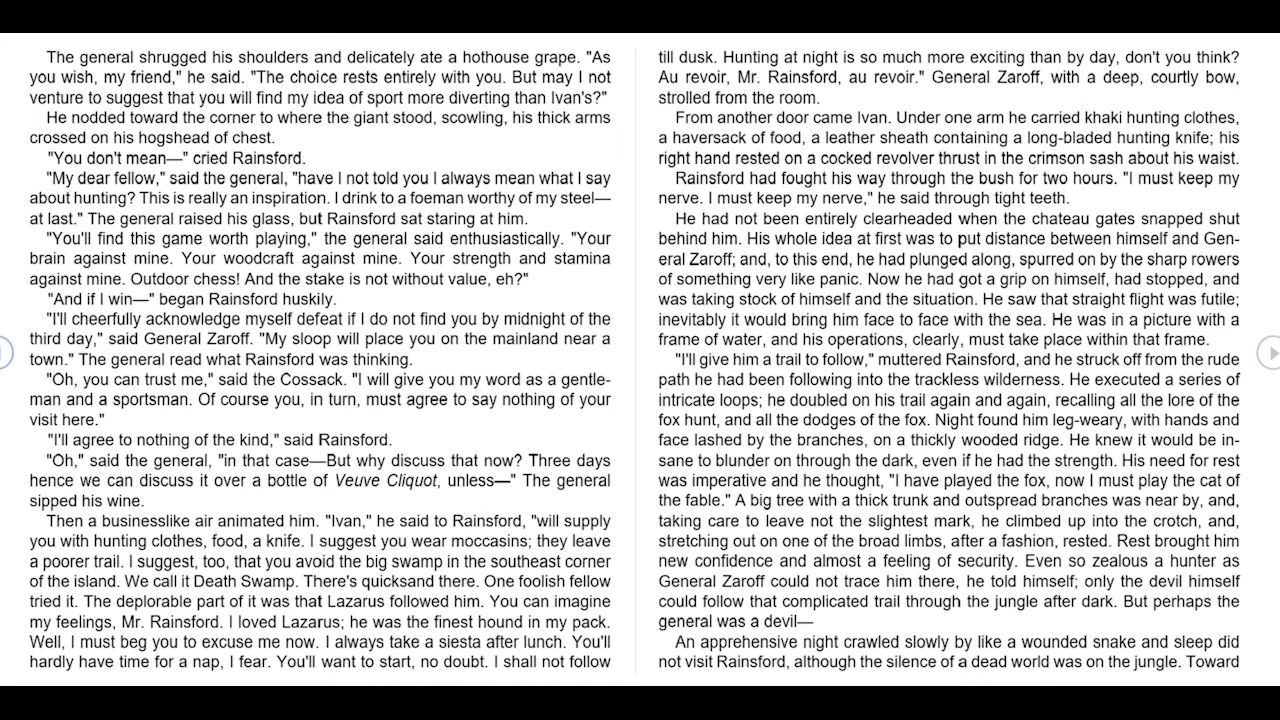 The general shrugged his shoulders and delicately ate a hothouse grape. "As
you wish, my friend," he said. "The choice rests entirely with you. But may I not
venture to suggest that you will find my idea of sport more diverting than Ivan's?"
He nodded toward the corner to where the giant stood, scowling, his thick arms
crossed on his hogshead of chest.
"You don't mean—" cried Rainsford.
"My dear fellow," said the general, "have I not told you I always mean what I say
about hunting? This is really an inspiration. I drink to a foeman worthy of my steel—
at last." The general raised his glass, but Rainsford sat staring at him.
"You'll find this game worth playing," the general said enthusiastically. "Your
brain against mine. Your woodcraft against mine. Your strength and stamina
against mine. Outdoor chess! And the stake is not without value, eh?"
"And if I win—" began Rainsford huskily.
"I'll cheerfully acknowledge myself defeat if I do not find you by midnight of the
third day," said General Zaroff. "My sloop will place you on the mainland near a
town." The general read what Rainsford was thinking.
"Oh, you can trust me," said the Cossack. "I will give you my word as a gentle-
man and a sportsman. Of course you, in turn, must agree to say nothing of your
visit here."
"I'll agree to nothing of the kind," said Rainsford.
"Oh," said the general, "in that case—But why discuss that now? Three days
hence we can discuss it over a bottle of Veuve Cliquot, unless—" The general
sipped his wine.
Then a businesslike air animated him. "Ivan," he said to Rainsford, "will supply
you with hunting clothes, food, a knife. I suggest you wear moccasins; they leave
a poorer trail. I suggest, too, that you avoid the big swamp in the southeast corner
of the island. We call it Death Swamp. There's quicksand there. One foolish fellow
tried it. The deplorable part of it was that Lazarus followed him. You can imagine
my feelings, Mr. Rainsford. I loved Lazarus; he was the finest hound in my pack.
Well, I must beg you to excuse me now. I always take a siesta after lunch. You'll
hardly have time for a nap, I fear. You'll want to start, no doubt. I shall not follow
till dusk. Hunting at night is so much more exciting than by day, don't you think?
Au revoir, Mr. Rainsford, au revoir." General Zaroff, with a deep, courtly bow,
strolled from the room.
From another door came Ivan. Under one arm he carried khaki hunting clothes,
a haversack of food, a leather sheath containing a long-bladed hunting knife; his
right hand rested on a cocked revolver thrust in the crimson sash about his waist.
Rainsford had fought his way through the bush for two hours. "I must keep my
nerve. I must keep my nerve," he said through tight teeth.
He had not been entirely clearheaded when the chateau gates snapped shut
behind him. His whole idea at first was to put distance between himself and Gen-
eral Zaroff; and, to this end, he had plunged along, spurred on by the sharp rowers
of something very like panic. Now he had got a grip on himself, had stopped, and
was taking stock of himself and the situation. He saw that straight flight was futile;
inevitably it would bring him face to face with the sea. He was in a picture with a
frame of water, and his operations, clearly, must take place within that frame.
"I'll give him a trail to follow," muttered Rainsford, and he struck off from the rude
path he had been following into the trackless wilderness. He executed a series of
intricate loops; he doubled on his trail again and again, recalling all the lore of the
fox hunt, and all the dodges of the fox. Night found him leg-weary, with hands and
face lashed by the branches, on a thickly wooded ridge. He knew it would be in-
sane to blunder on through the dark, even if he had the strength. His need for rest
was imperative and he thought, "I have played the fox, now I must play the cat of
the fable." A big tree with a thick trunk and outspread branches was near by, and,
taking care to leave not the slightest mark, he climbed up into the crotch, and,
stretching out on one of the broad limbs, after a fashion, rested. Rest brought him
new confidence and almost a feeling of security. Even so zealous a hunter as
General Zaroff could not trace him there, he told himself; only the devil himself
could follow that complicated trail through the jungle after dark. But perhaps the
general was a devil—
An apprehensive night crawled slowly by like a wounded snake and sleep did
not visit Rainsford, although the silence of a dead world was on the jungle. Toward